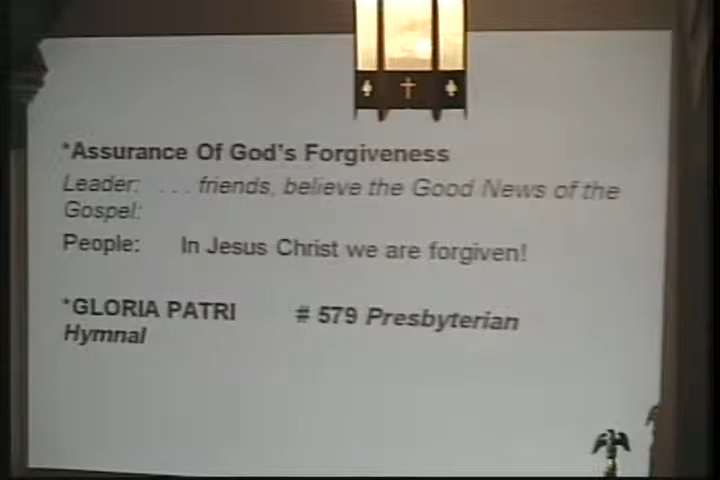 *Assurance Of God's Forgiveness
Leader: . . . friends, believe the Good News of the
Gospel:
People: In Jesus Christ we are forgiven!
*GLORIA PATRI # 579 Presbyterian
Hymnal